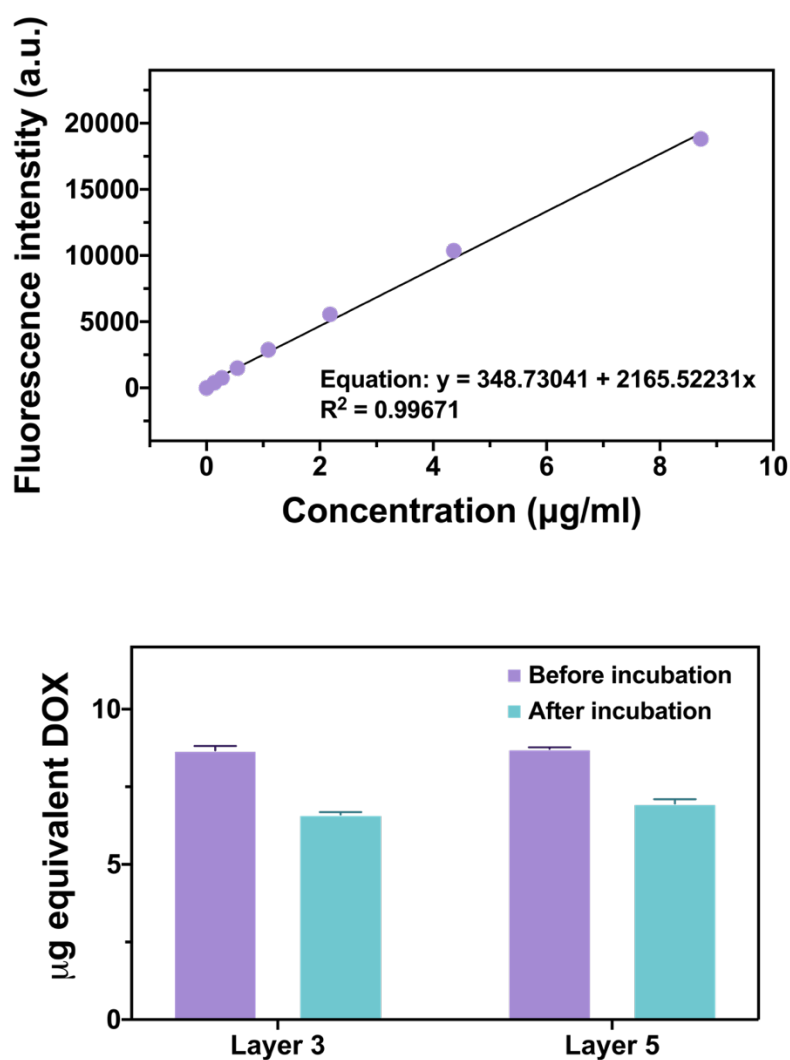 Fluorescence intenstity (a.u.)
20000
15000
10000
5000
0
Equation: y = 348.73041 + 2165.52231x
R² = 0.99671
0 2 4 6 8 10
Concentration (µg/ml)
µg equivalent DOX
10
5
0
Before incubation
After incubation
Layer 3 Layer 5